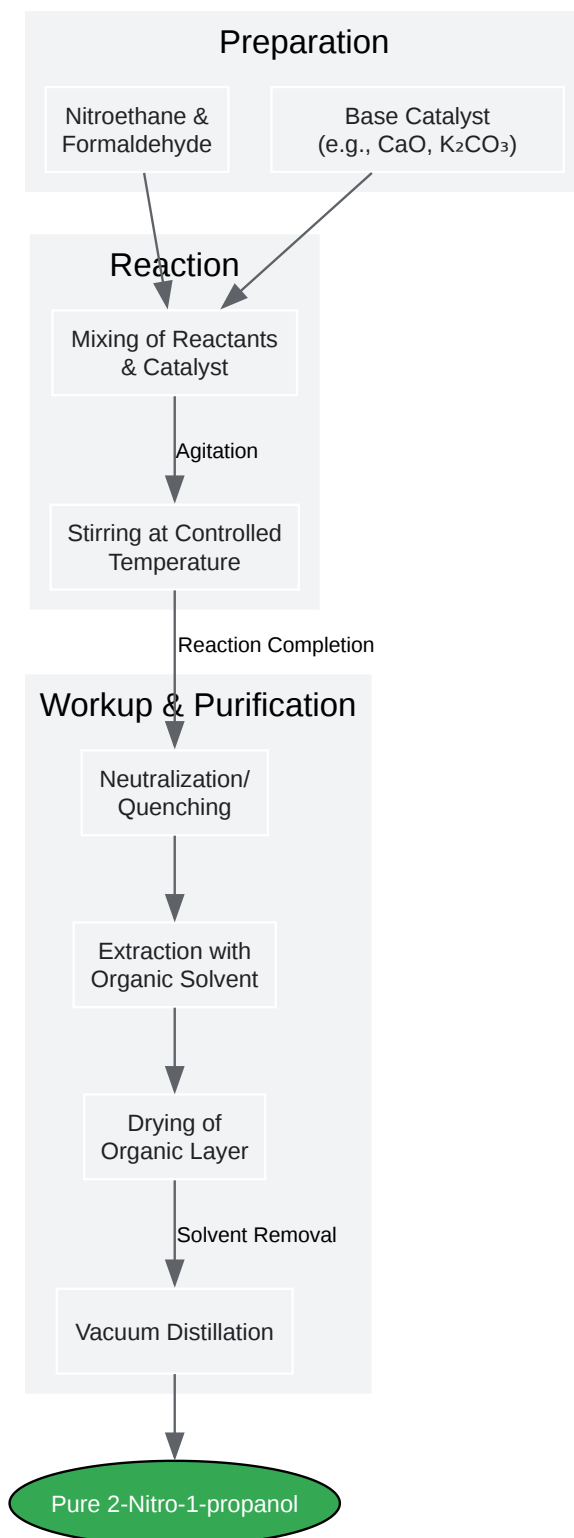 Preparation
Nitroethane &
Formaldehyde
Base Catalyst
(e.g., CaO, K₂CO₃)
Reaction
Mixing of Reactants
& Catalyst
Agitation
Stirring at Controlled
Temperature
Reaction Completion
Workup & Purification
Neutralization/
Quenching
Extraction with
Organic Solvent
Drying of
Organic Layer
Solvent Removal
Vacuum Distillation
Pure 2-Nitro-1-propanol